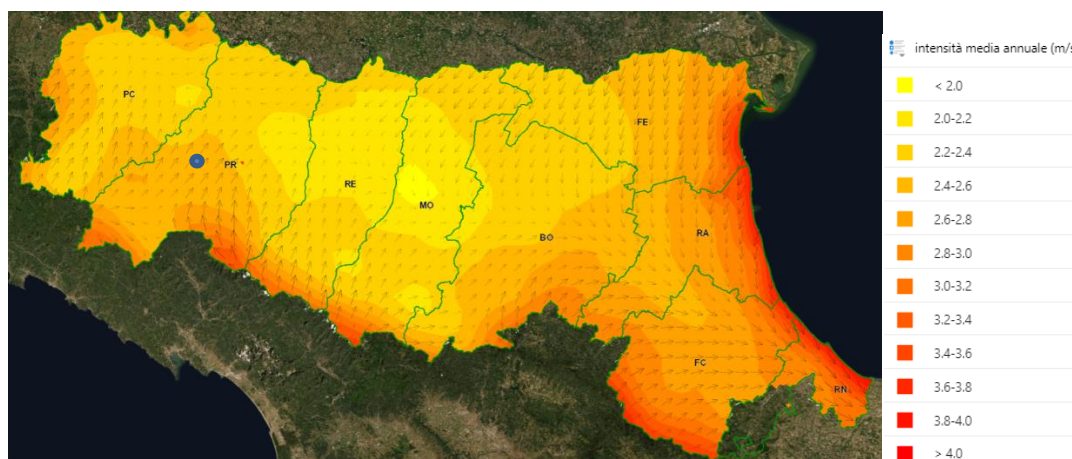 intensità media annuale (m/s
< 2.0
2.0-2.2
2.2-2.4
2.4-2.6
2.6-2.8
2.8-3.0
3.0-3.2
3.2-3.4
3.4-3.6
3.6-3.8
3.8-4.0
> 4.0
PC
PR
RE
MO
BO
FE
RA
FC
RN